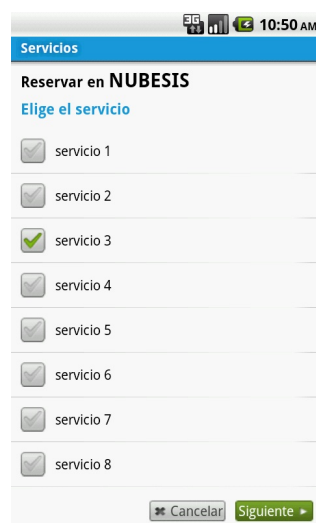 3G 10:50 AM
Servicios
Reservar en NUBESIS
Elige el servicio
servicio 1
servicio 2
servicio 3
servicio 4
servicio 5
servicio 6
servicio 7
servicio 8
Cancelar Siguiente